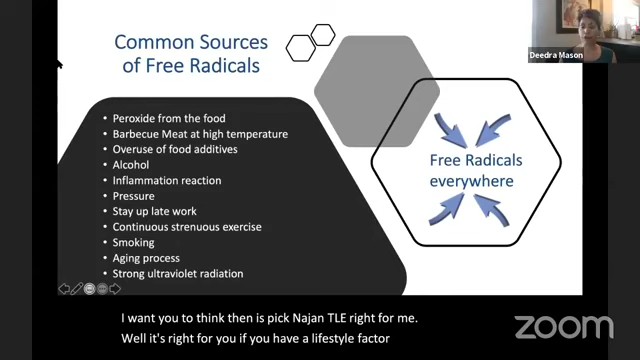 Common Sources
of Free Radicals
Deedra Mason
• Peroxide from the food
• Barbecue Meat at high temperature
• Overuse of food additives
• Alcohol
• Inflammation reaction
• Pressure
• Stay up late work
• Continuous strenuous exercise
• Smoking
• Aging process
• Strong ultraviolet radiation
Free Radicals
everywhere
I want you to think then is pick Najan TLE right for me.
Well it's right for you if you have a lifestyle factor
zoom